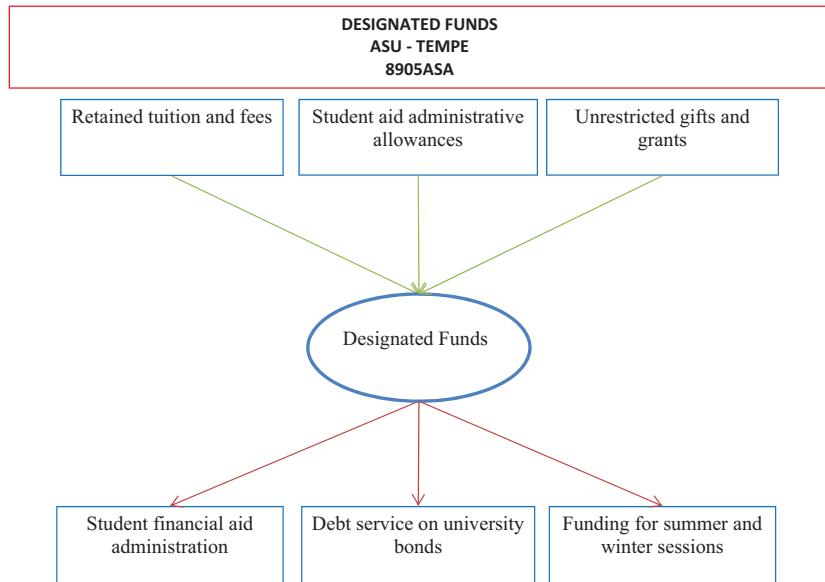 DESIGNATED FUNDS
ASU - TEMPE
8905ASA
Retained tuition and fees
Student aid administrative
allowances
Unrestricted gifts and
grants
Designated Funds
Student financial aid
administration
Debt service on university
bonds
Funding for summer and
winter sessions